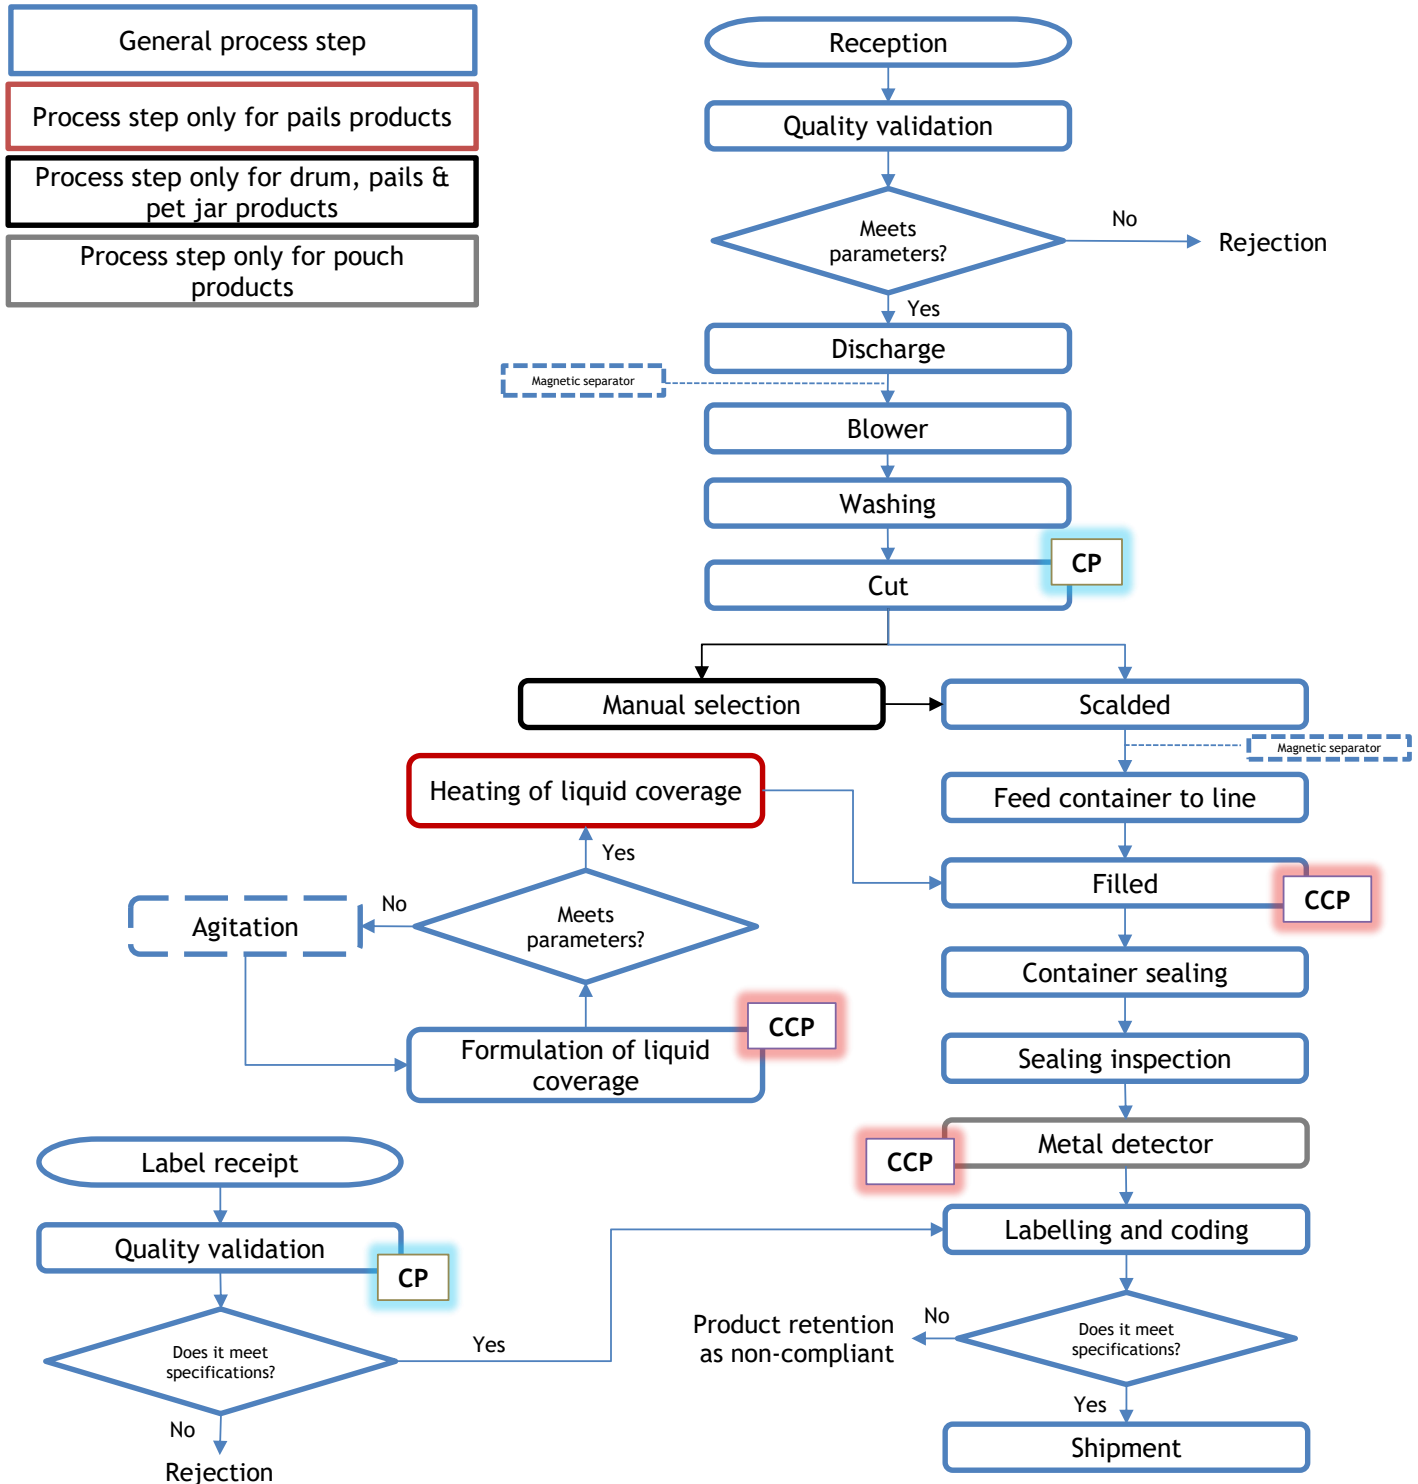 General process step
Process step only for pails products
Process step only for drum, pails &
pet jar products
Process step only for pouch
products
Reception
Quality validation
Meets
parameters?
No
Rejection
Yes
Discharge
Magnetic separator
Blower
Washing
CP
Cut
Manual selection
Scalded
Magnetic separator
Heating of liquid coverage
Feed container to line
Yes
Filled
CCP
No
Agitation
Meets
parameters?
Container sealing
CCP
Formulation of liquid
coverage
Sealing inspection
Metal detector
CCP
Label receipt
Labelling and coding
Quality validation
CP
Does it meet
specifications?
Yes
No
Rejection
Product retention
as non-compliant
No
Does it meet
specifications?
Yes
Shipment